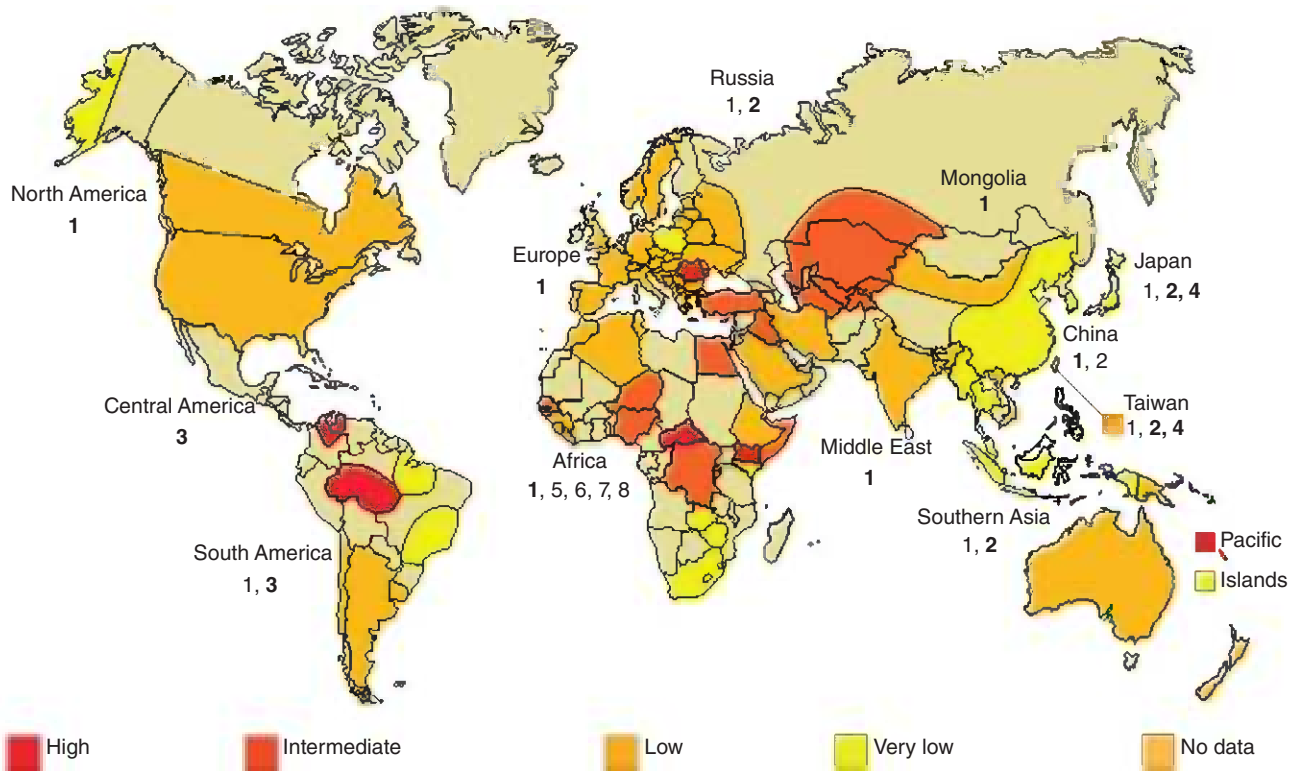 Russia
1, 2
Mongolia
1
North America
1
Europe
1
Japan
1, 2, 4
China
1, 2
Central America
3
Taiwan
1, 2, 4
Africa
1, 5, 6, 7, 8
Middle East
1
Southern Asia
1, 2
South America
1, 3
Pacific
Islands
High
Intermediate
Low
Very low
No data